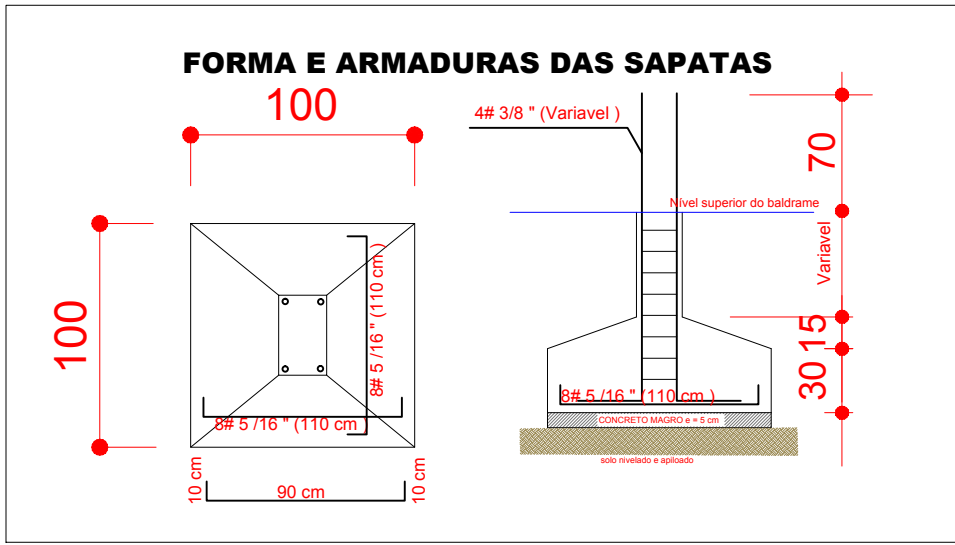 FORMA E ARMADURAS DAS SAPATAS
100
100
8# 5 /16 " (110 cm )
8# 5 /16 " (110 cm
10 cm
90 cm
10 cm
4# 3/8 " (Variavel )
70
Nível superior do baldrame
Variavel
15
30
8# 5 /16 " (110 cm )
CONCRETO MAGRO e = 5 cm
solo nivelado e apiloado